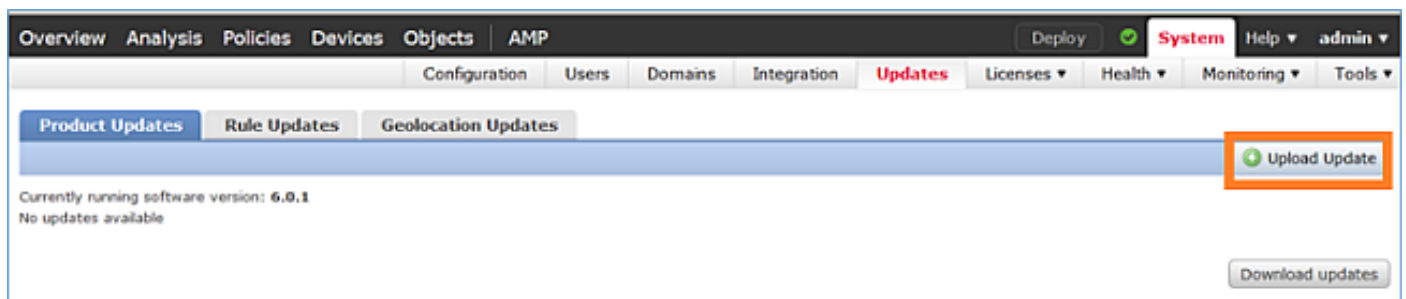 Overview Analysis Policies Devices Objects AMP Deploy System Help ▾ admin ▾
Configuration Users Domains Integration Updates Licenses ▾ Health ▾ Monitoring ▾ Tools ▾
Product Updates Rule Updates Geolocation Updates
Upload Update
Currently running software version: 6.0.1
No updates available
Download updates